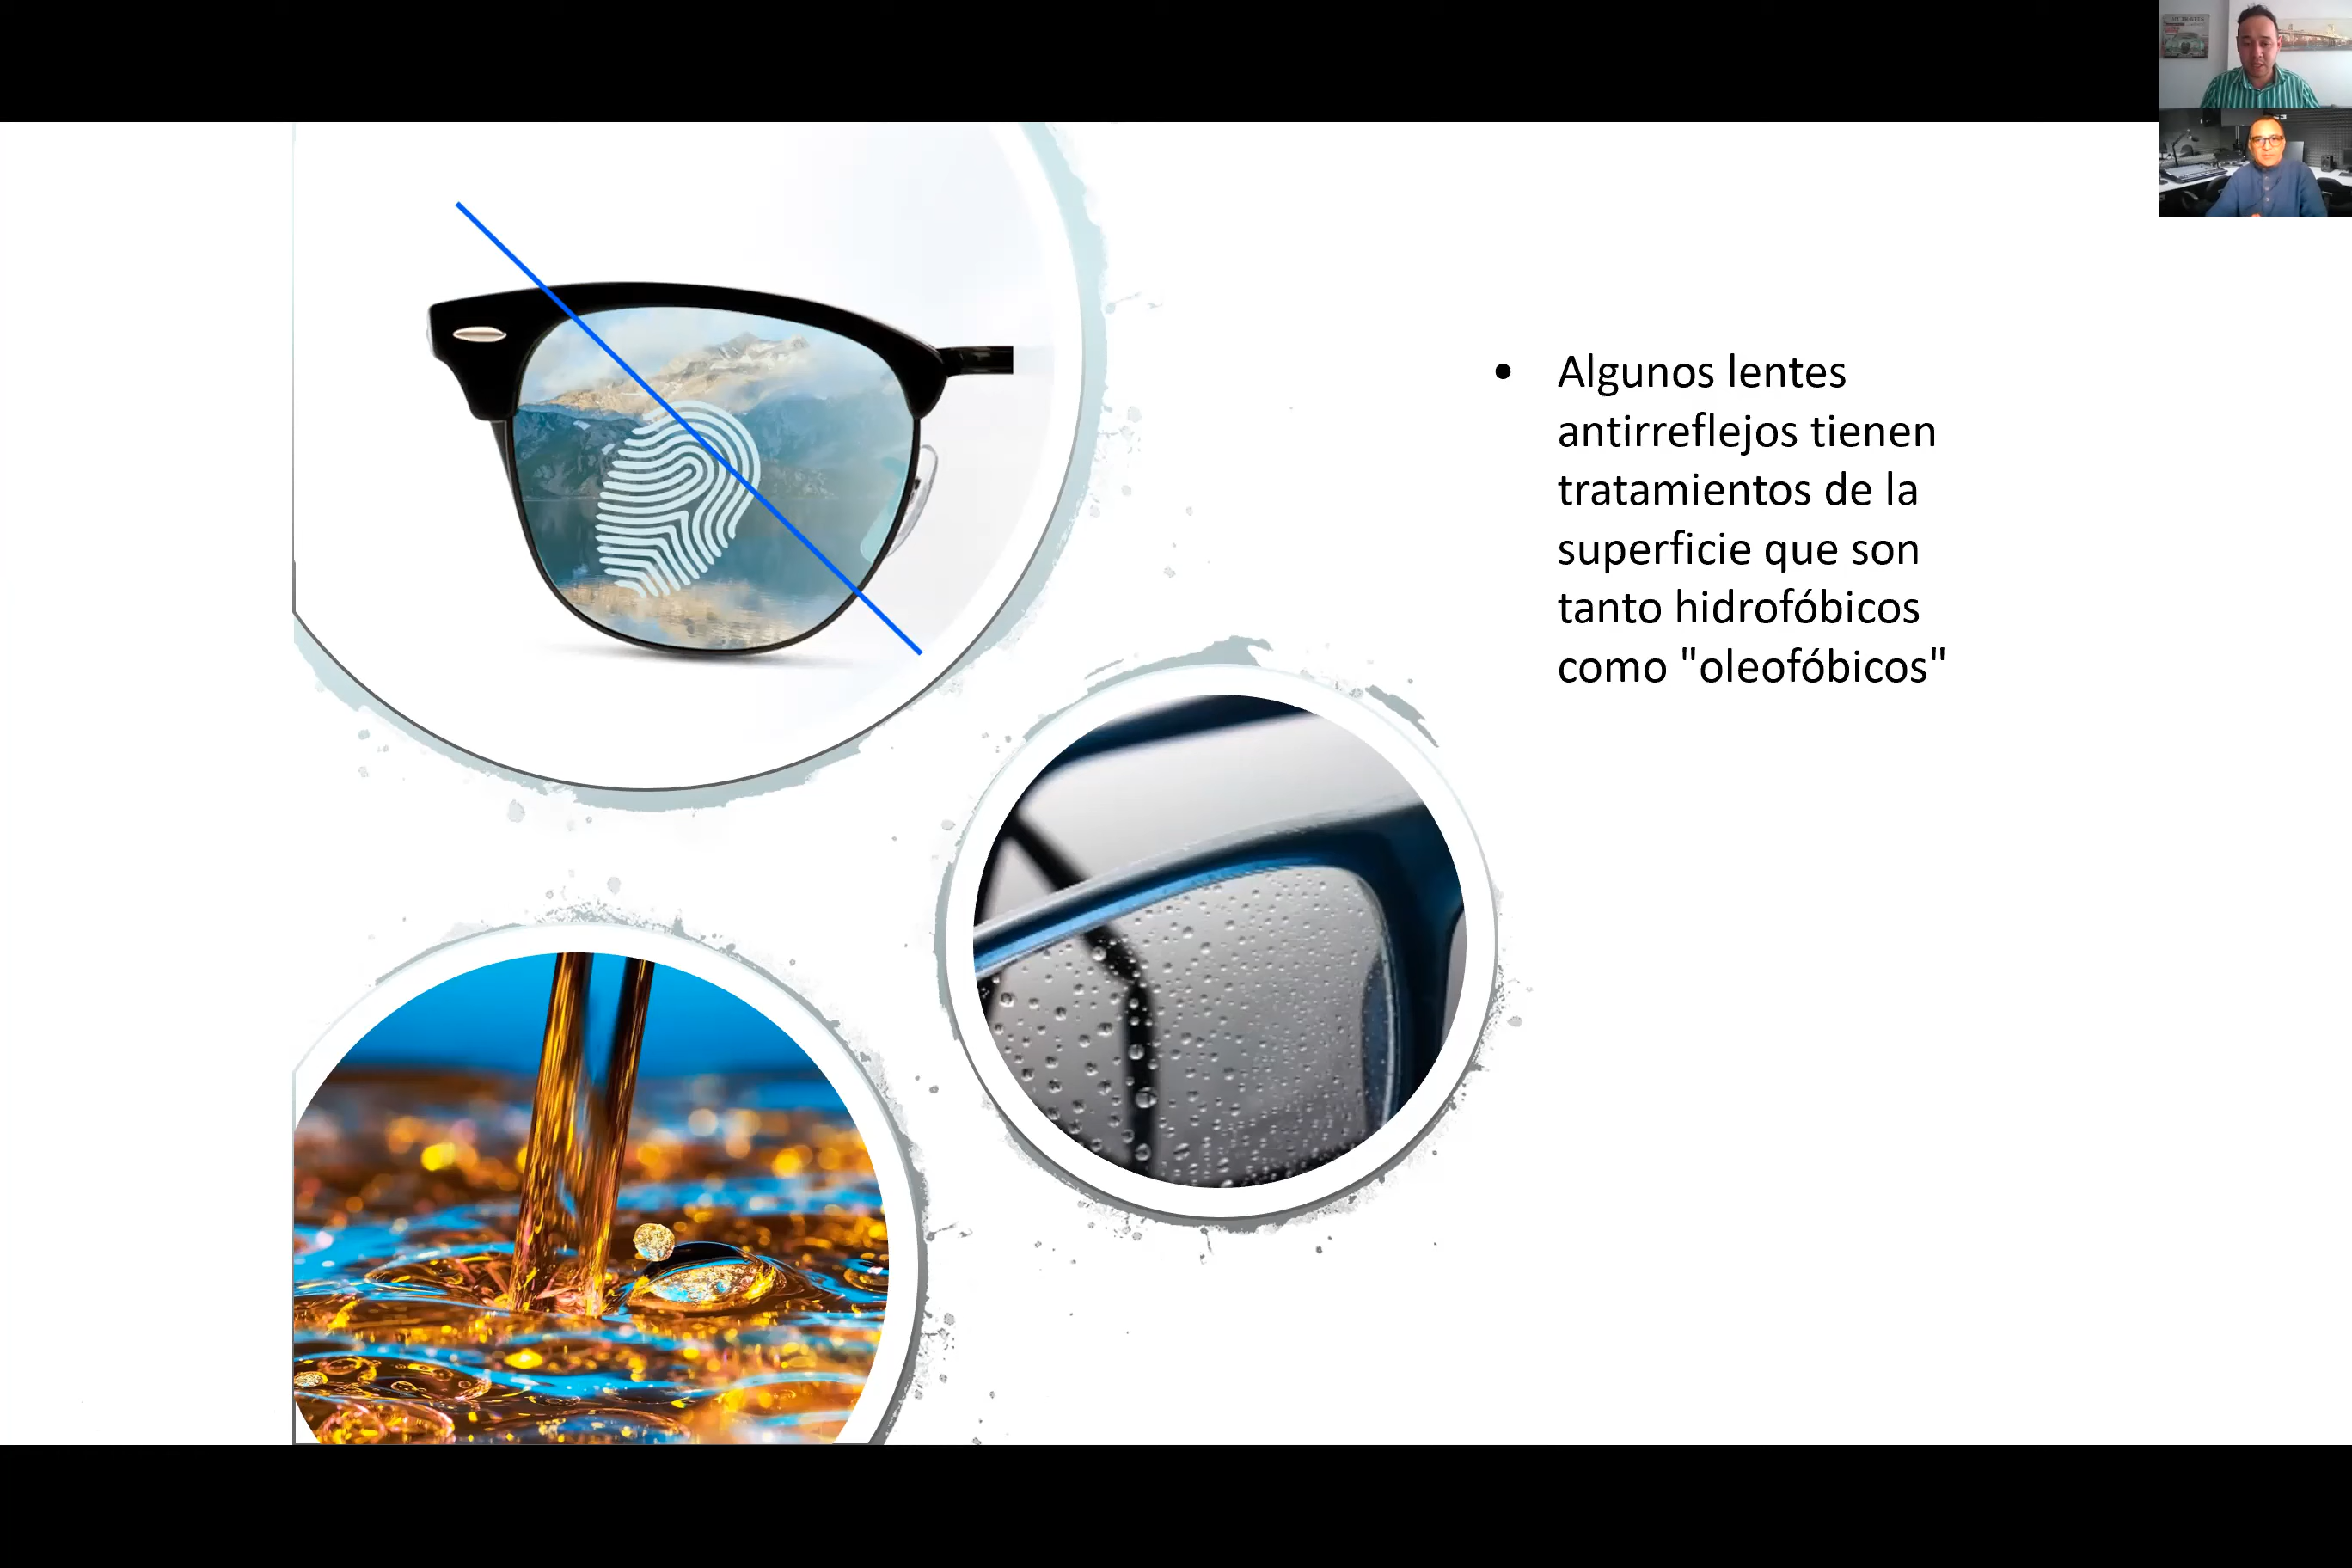 • Algunos lentes
antirreflejos tienen
tratamientos de la
superficie que son
tanto hidrofóbicos
como "oleofóbicos"